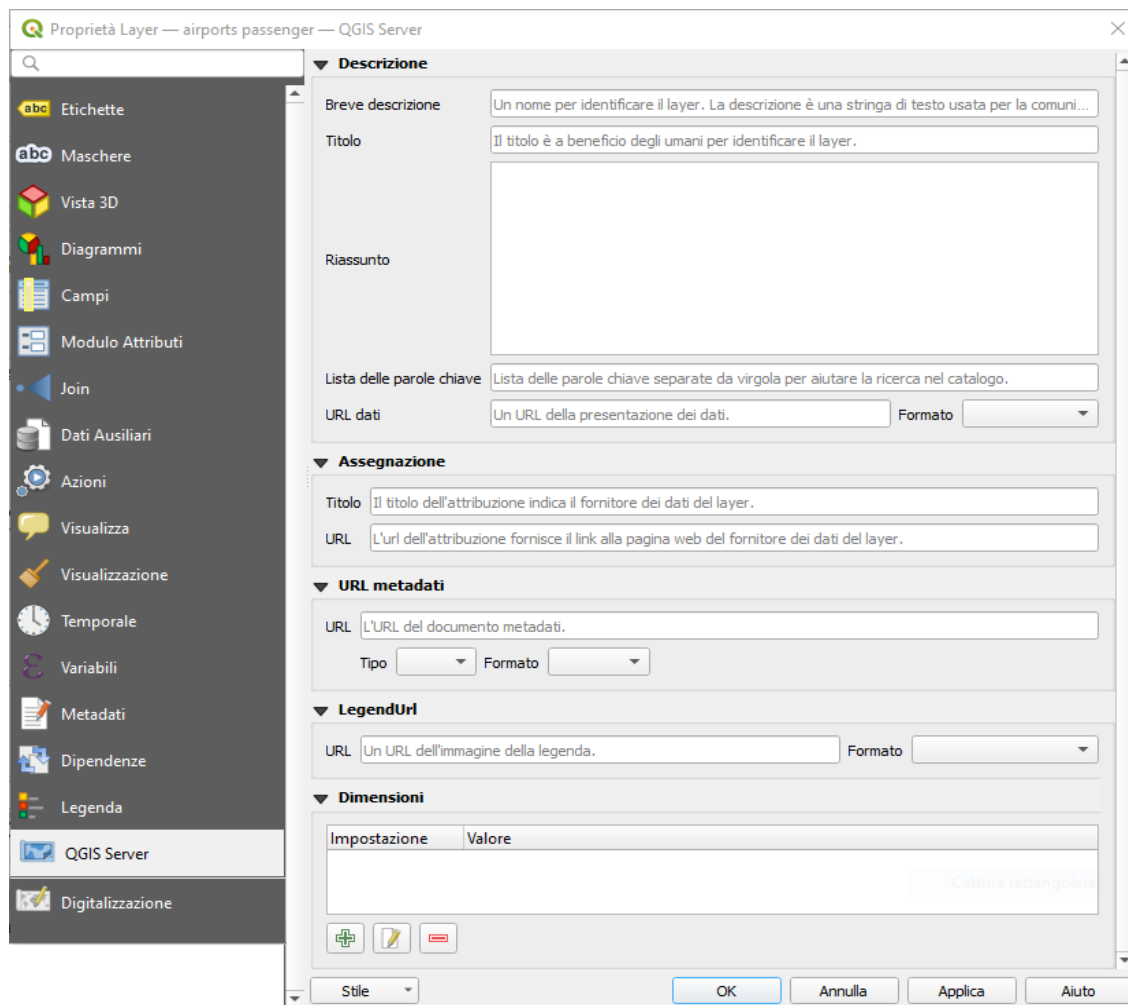 Proprietà Layer — airports passenger — QGIS Server
Etichette
Maschere
Vista 3D
Diagrammi
Campi
Modulo Attributi
Join
Dati Ausiliari
Azioni
Visualizza
Visualizzazione
Temporale
Variabili
Metadati
Dipendenze
Legenda
QGIS Server
Digitalizzazione
Descrizione
Breve descrizione Un nome per identificare il layer. La descrizione è una stringa di testo usata per la comuni...
Titolo Il titolo è a beneficio degli umani per identificare il layer.
Riassunto
Lista delle parole chiave Lista delle parole chiave separate da virgola per aiutare la ricerca nel catalogo.
URL dati Un URL della presentazione dei dati. Formato
Assegnazione
Titolo Il titolo dell'attribuzione indica il fornitore dei dati del layer.
URL L'url dell'attribuzione fornisce il link alla pagina web del fornitore dei dati del layer.
URL metadati
URL L'URL del documento metadati.
Tipo Formato
LegendUrl
URL Un URL dell'immagine della legenda. Formato
Dimensioni
Impostazione Valore
Cattura rettangolare
Stile OK Annulla Applica Aiuto